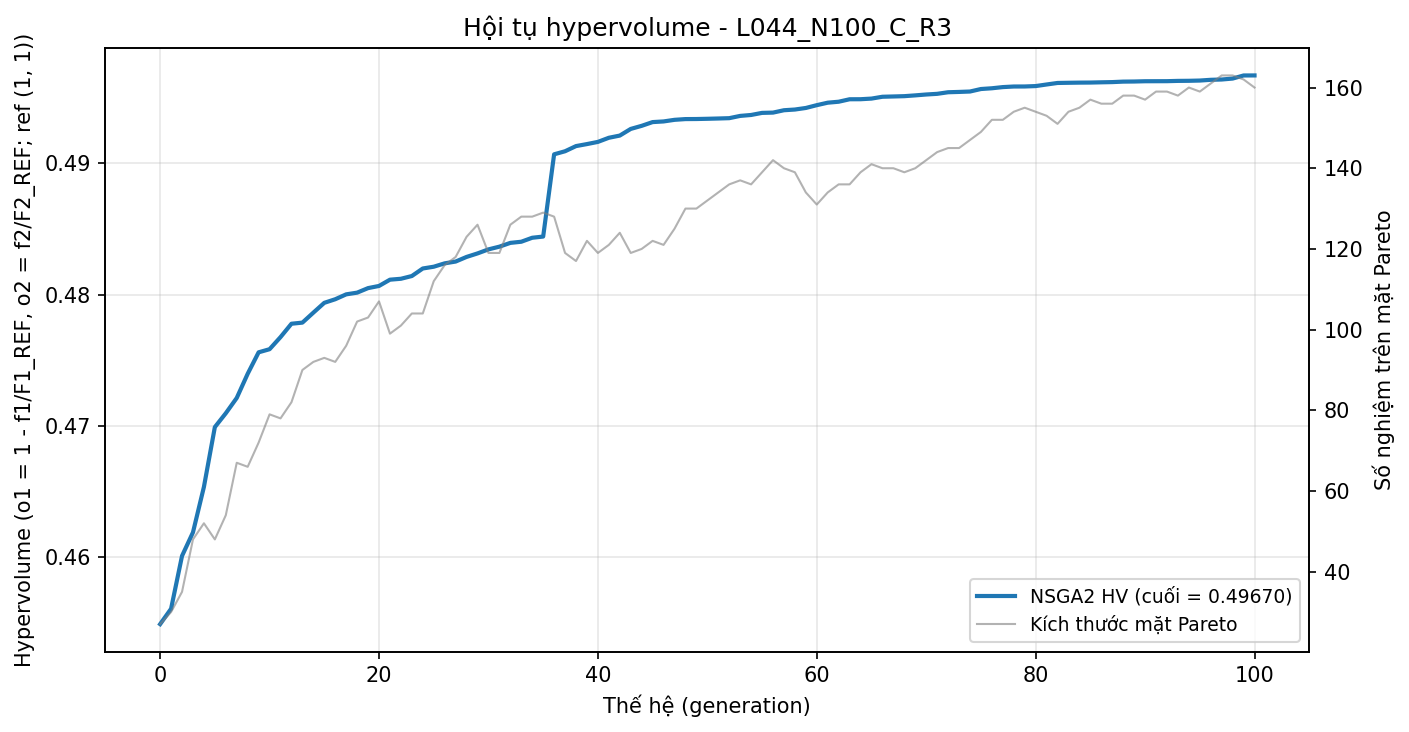 Hội tụ hypervolume - L044_N100_C_R3
Hypervolume (o1 = 1 - f1/F1_REF, o2 = f2/F2_REF; ref (1, 1))
0.49
0.48
0.47
0.46
160
140
120
100
80
60
40
Số nghiệm trên mặt Pareto
NSGA2 HV (cuối = 0.49670)
Kích thước mặt Pareto
0
20
40
60
80
100
Thế hệ (generation)